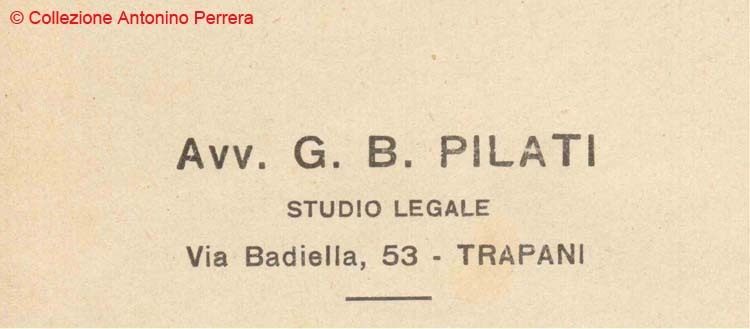 © Collezione Antonino Perrera
Avv. G. B. PILATI
STUDIO LEGALE
Via Badiella, 53 - TRAPANI